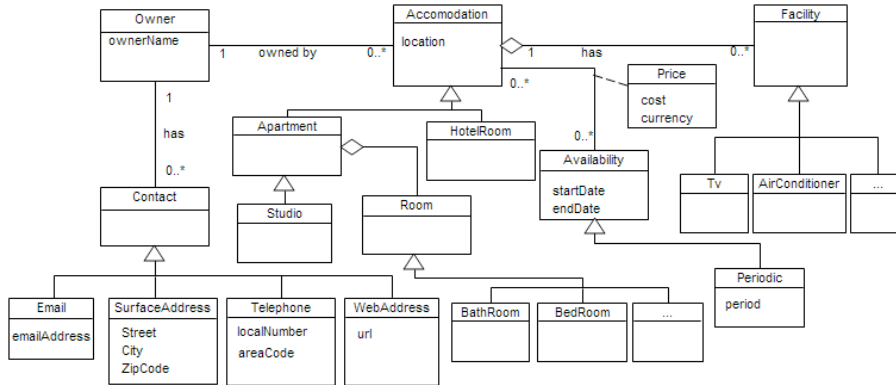 Owner
ownerName
1
owned by
0..*
Accomodation
location
1
has
0..*
Facility
0..*
Price
cost
currency
1
has
0..*
Apartment
HotelRoom
0..*
Availability
startDate
endDate
Tv
AirConditioner
...
Contact
Studio
Room
Periodic
period
Email
emailAddress
SurfaceAddress
Street
City
ZipCode
Telephone
localNumber
areaCode
WebAddress
url
BathRoom
BedRoom
...